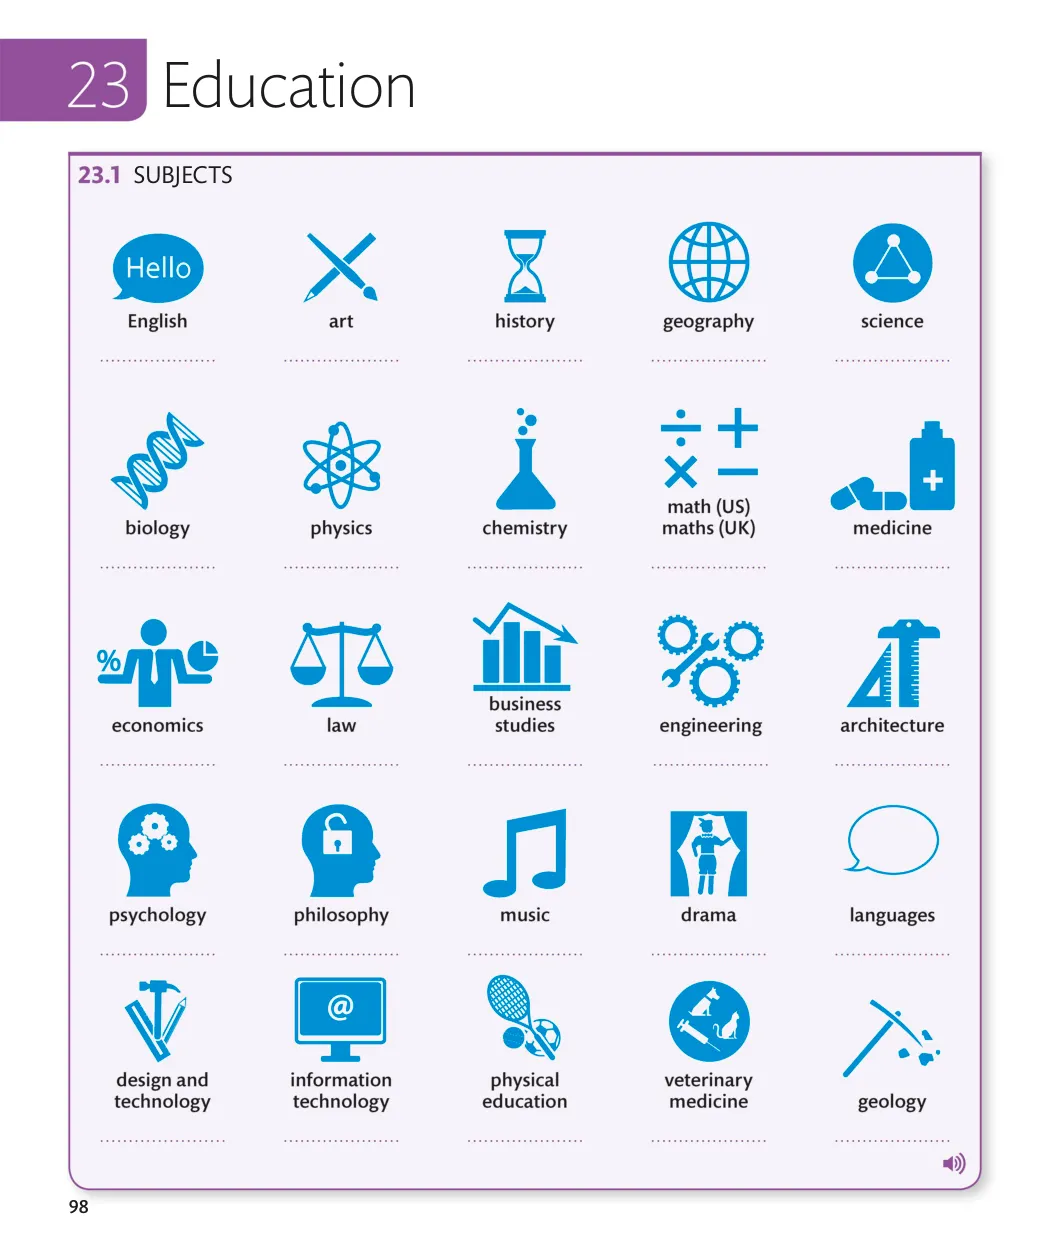 23 Education
23.1 SUBJECTS
Hello
English
art
history
geography
science
biology
physics
chemistry
math (US)
maths (UK)
medicine
%
economics
law
business
studies
engineering
architecture
psychology
philosophy
music
drama
languages
design and
technology
@
information
technology
physical
education
veterinary
medicine
geology
98